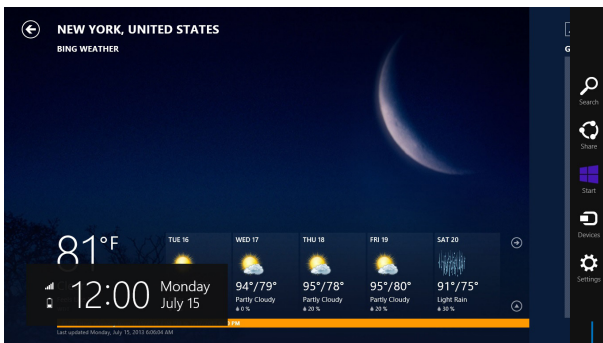 NEW YORK, UNITED STATES
BING WEATHER
Search
Share
Start
Devices
Settings
81°F
TUE 16
WED 17
94°/79°
Partly Cloudy
0 %
THU 18
95°/78°
Partly Cloudy
20 %
FRI 19
95°/80°
Partly Cloudy
20 %
SAT 20
91°/75°
Light Rain
30 %
12:00
Monday
July 15
PM
Last updated Monday, July 15, 2013 6:06:04 AM